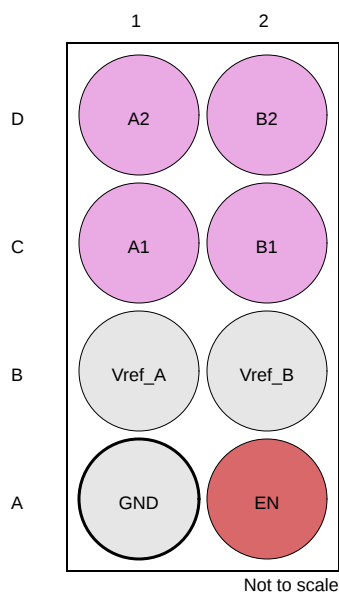 1 2
D A2 B2
C A1 B1
B Vref_A Vref_B
A GND EN
Not to scale